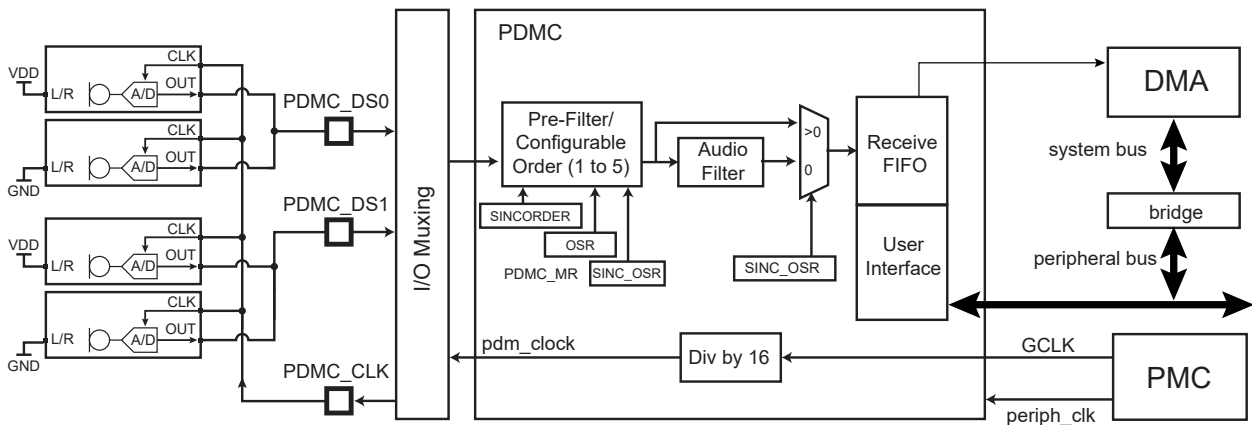 VDD
L/R
A/D
CLK
OUT
GND
L/R
A/D
CLK
OUT
VDD
L/R
A/D
CLK
OUT
GND
L/R
A/D
CLK
OUT
PDMC_DS0
PDMC_DS1
PDMC_CLK
I/O Muxing
PDMC
Pre-Filter/
Configurable
Order (1 to 5)
SINCORDER
OSR
PDMC_MR
SINC_OSR
Audio
Filter
>0
0
SINC_OSR
Receive
FIFO
User
Interface
pdm_clock
Div by 16
GCLK
periph_clk
DMA
system bus
bridge
peripheral bus
PMC